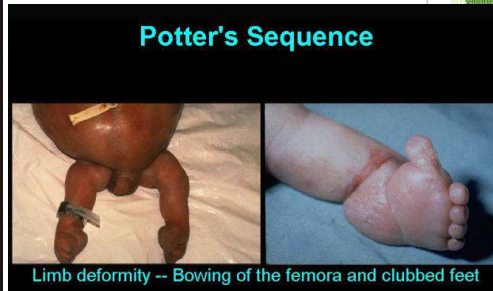 Potter's Sequence
Limb deformity -- Bowing of the femora and clubbed feet